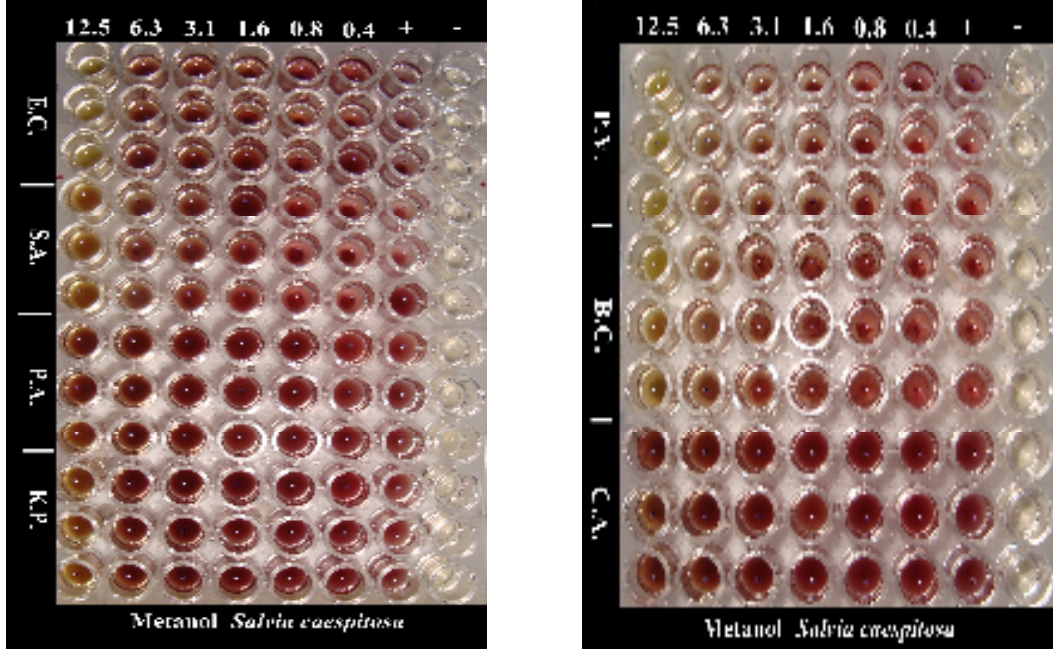 12.5 6.3 3.1 1.6 0.8 0.4 + -
E.C.
S.A.
P.A.
K.P.
Metanol Salvia caespitosa
12.5 6.3 3.1 1.6 0.8 0.4 + -
P.V.
B.C.
C.A.
Metanol Salvia caespitosa